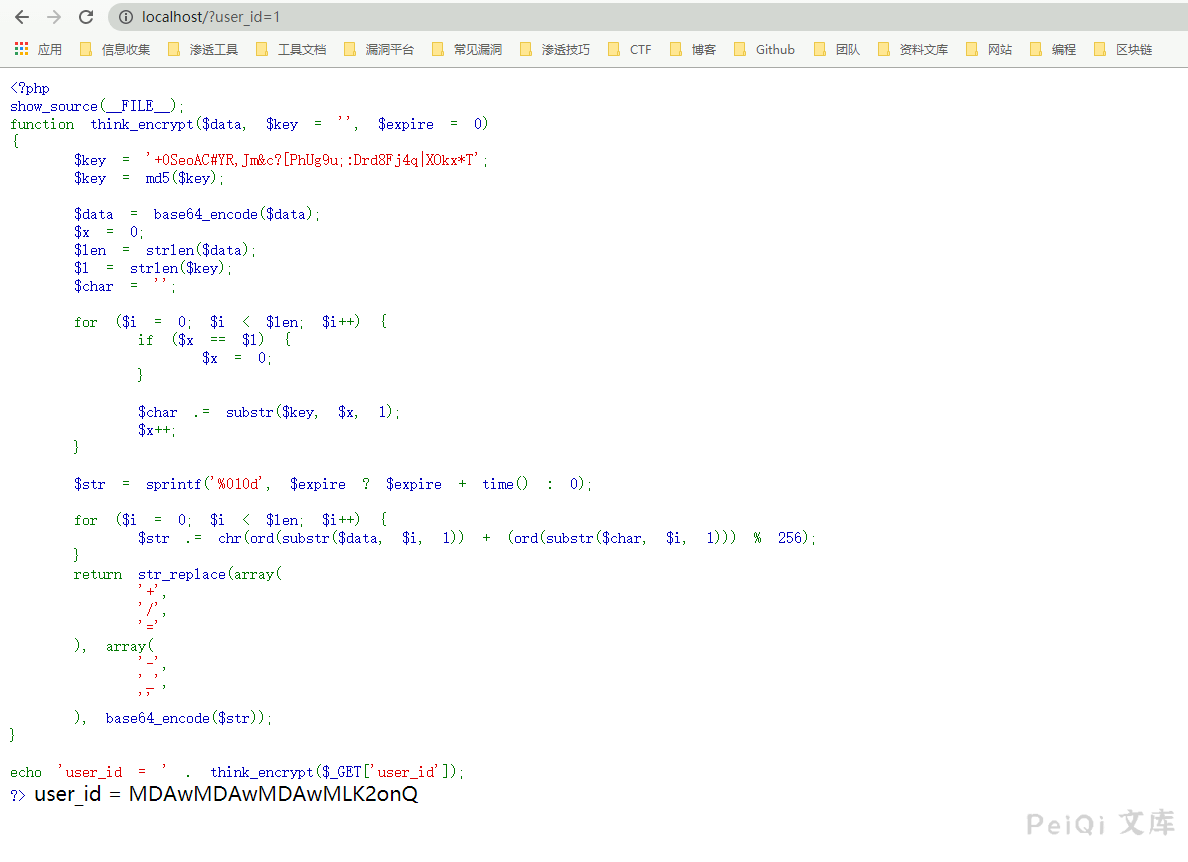 localhost/?user_id=1
应用 信息收集 渗透工具 工具文档 漏洞平台 常见漏洞 渗透技巧 CTF 博客 Github 团队 资料文库 网站 编程 区块链
<?php
show_source(__FILE__);
function think_encrypt($data, $key = '', $expire = 0)
{
$key = '+0SeoAC#YR,Jm&c?[PhUg9u;:Drd8Fj4q|XOkx*T';
$key = md5($key);
$data = base64_encode($data);
$x = 0;
$len = strlen($data);
$l = strlen($key);
$char = '';
for ($i = 0; $i < $len; $i++) {
if ($x == $l) {
$x = 0;
}
$char .= substr($key, $x, 1);
$x++;
}
$str = sprintf('%010d', $expire ? $expire + time() : 0);
for ($i = 0; $i < $len; $i++) {
$str .= chr(ord(substr($data, $i, 1)) + (ord(substr($char, $i, 1))) % 256);
}
return str_replace(array(
'+',
'/',
'='
), array(
'-',
'_',
''
), base64_encode($str));
}
echo 'user_id = ' . think_encrypt($_GET['user_id']);
?> user_id = MDAwMDAwMDAwMLK2onQ
PeiQi 文库